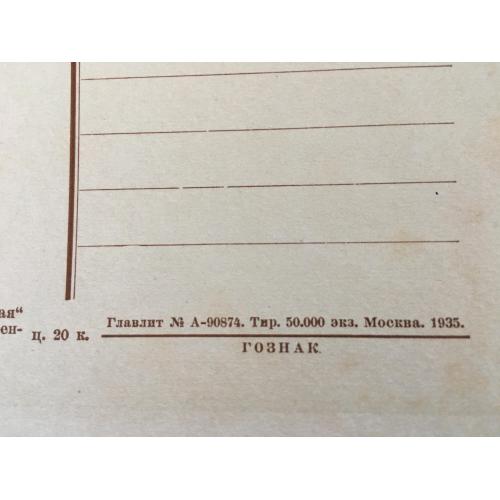 ая“
ен- ц. 20 к.
Главлит № А-90874. Тир. 50.000 экз. Москва. 1935.
ГОЗНАК.